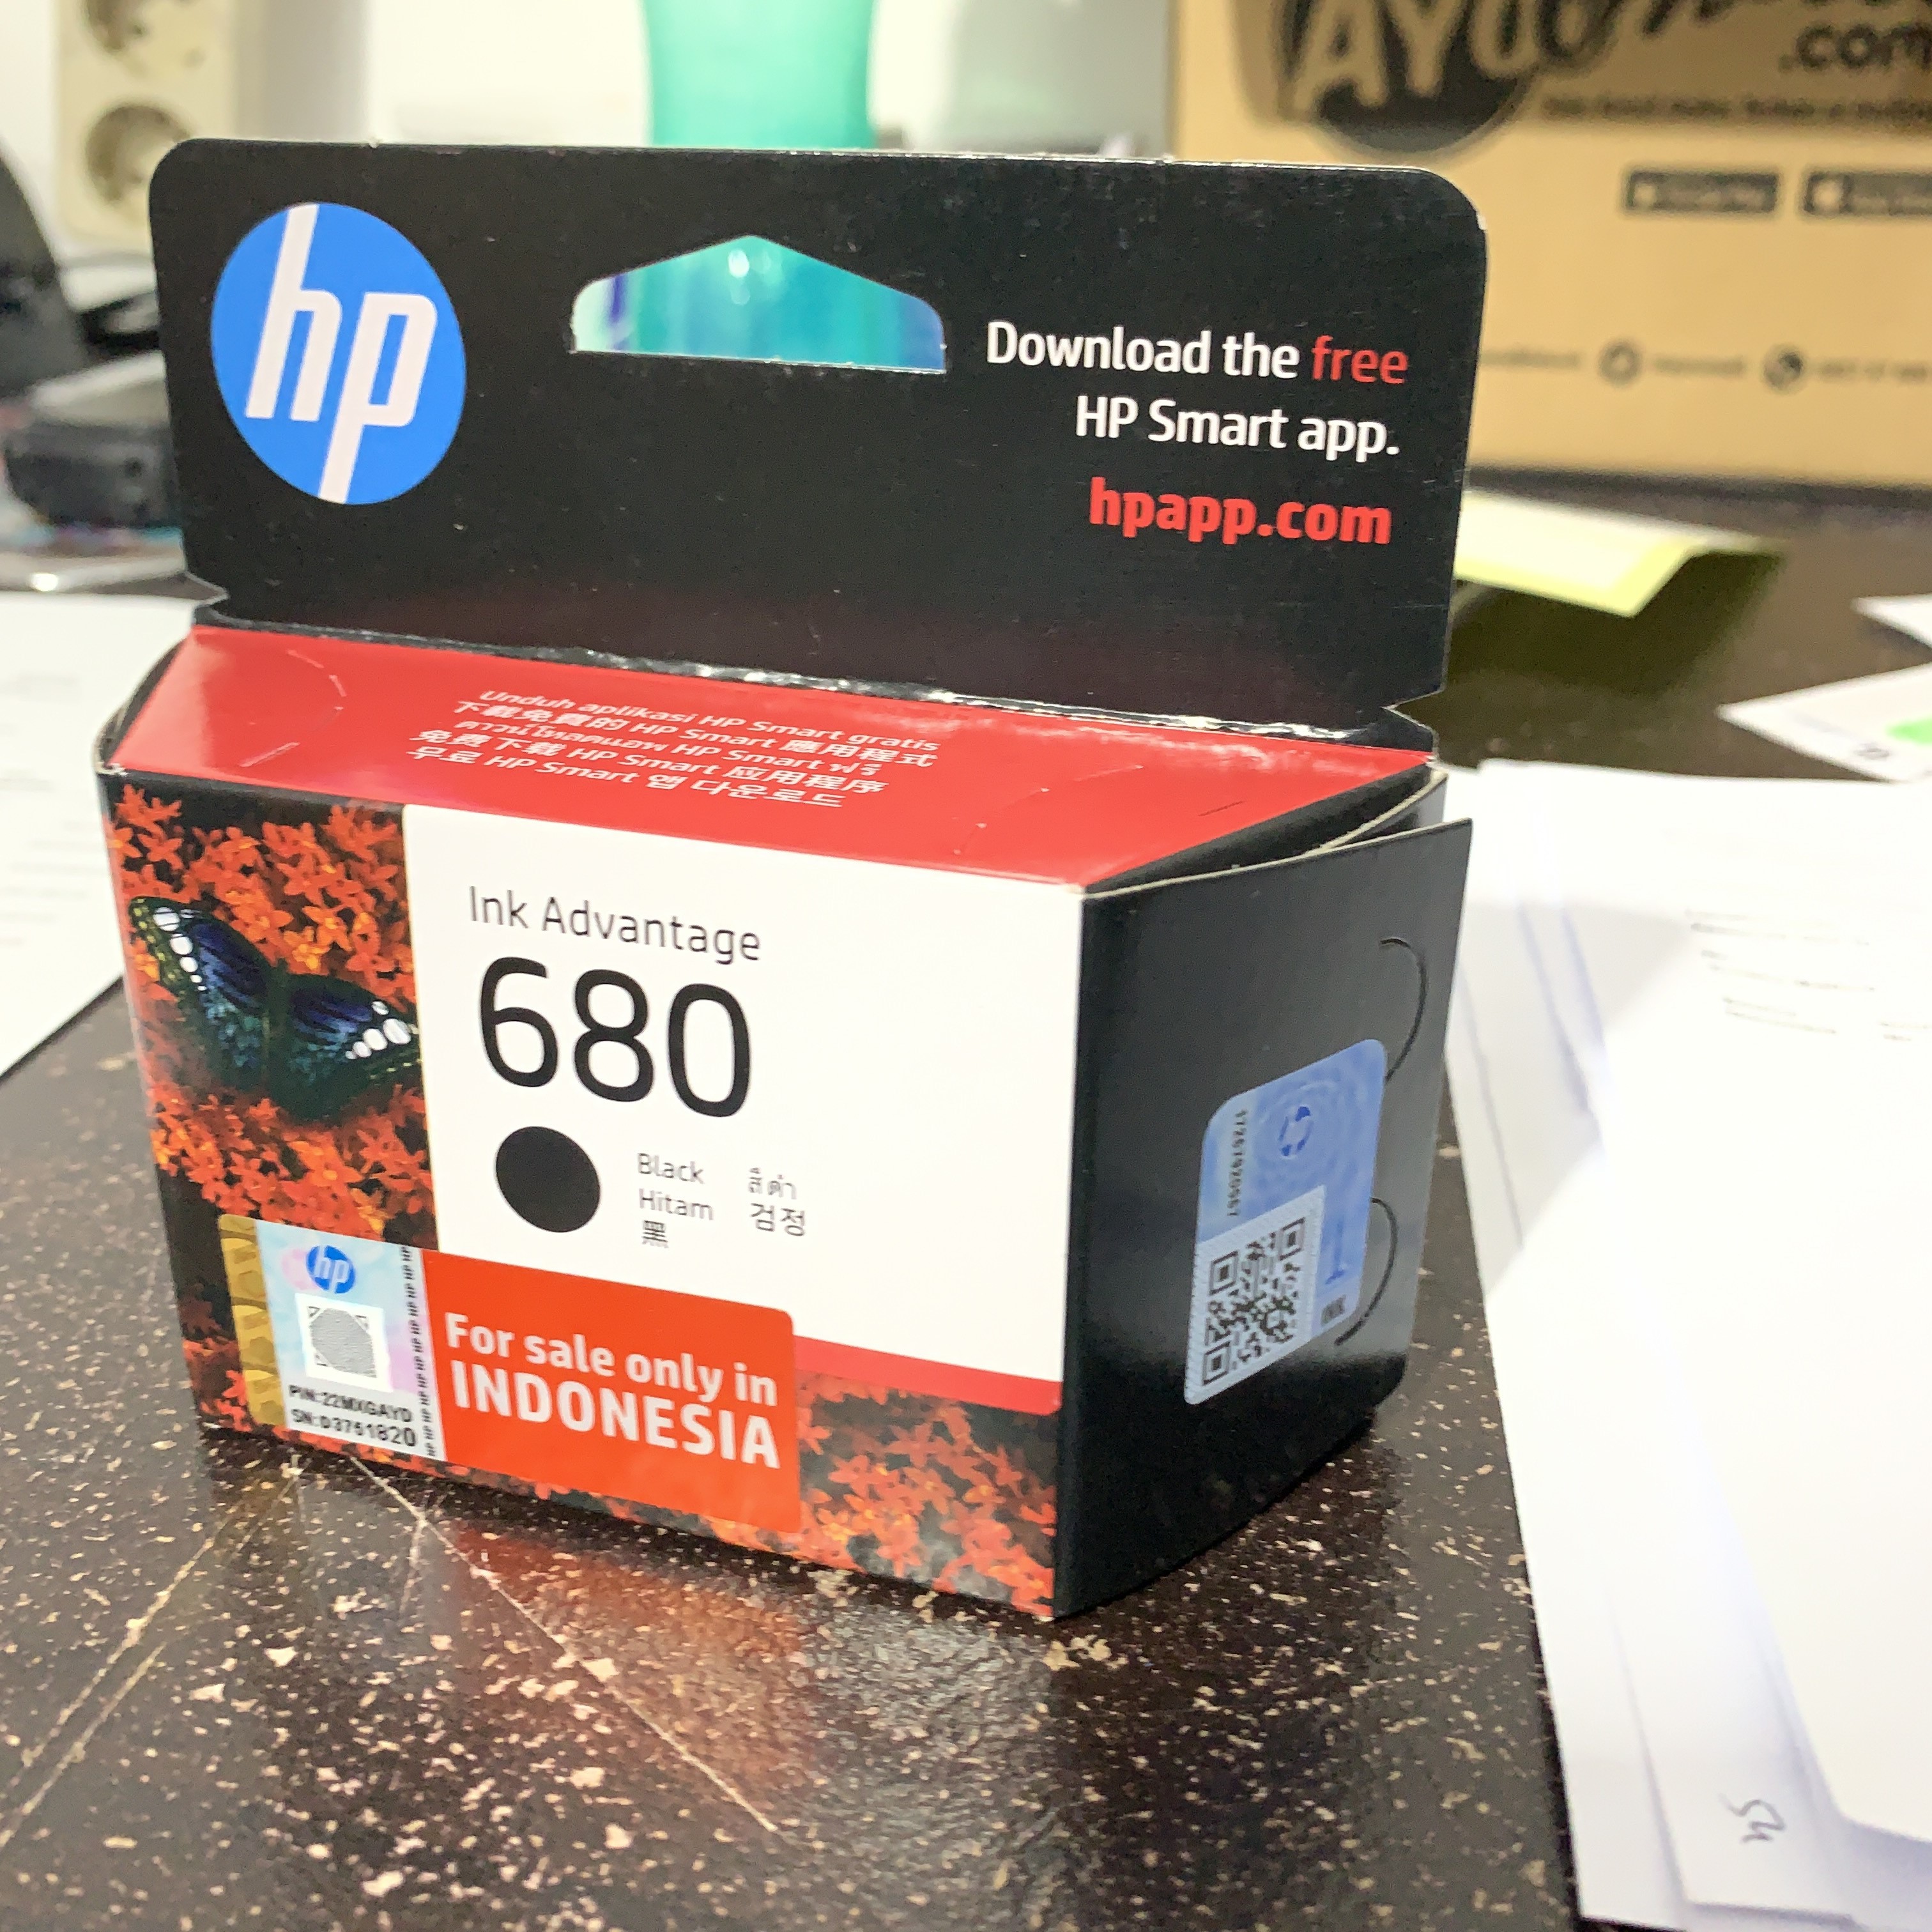 AYO
.com
hp
Download the free
HP Smart app.
hpapp.com
Unduh aplikasi HP Smart gratis
下載免費的 HP Smart 應用程式
ดาวน์โหลดแอพ HP Smart ฟรี
免费下载 HP Smart 应用程序
무료 HP Smart 앱 다운로드
Ink Advantage
680
Black สีดำ
Hitam 검정
黑
hp
PIN:22MXGAYD
SN:D3761820
For sale only in
INDONESIA
INK